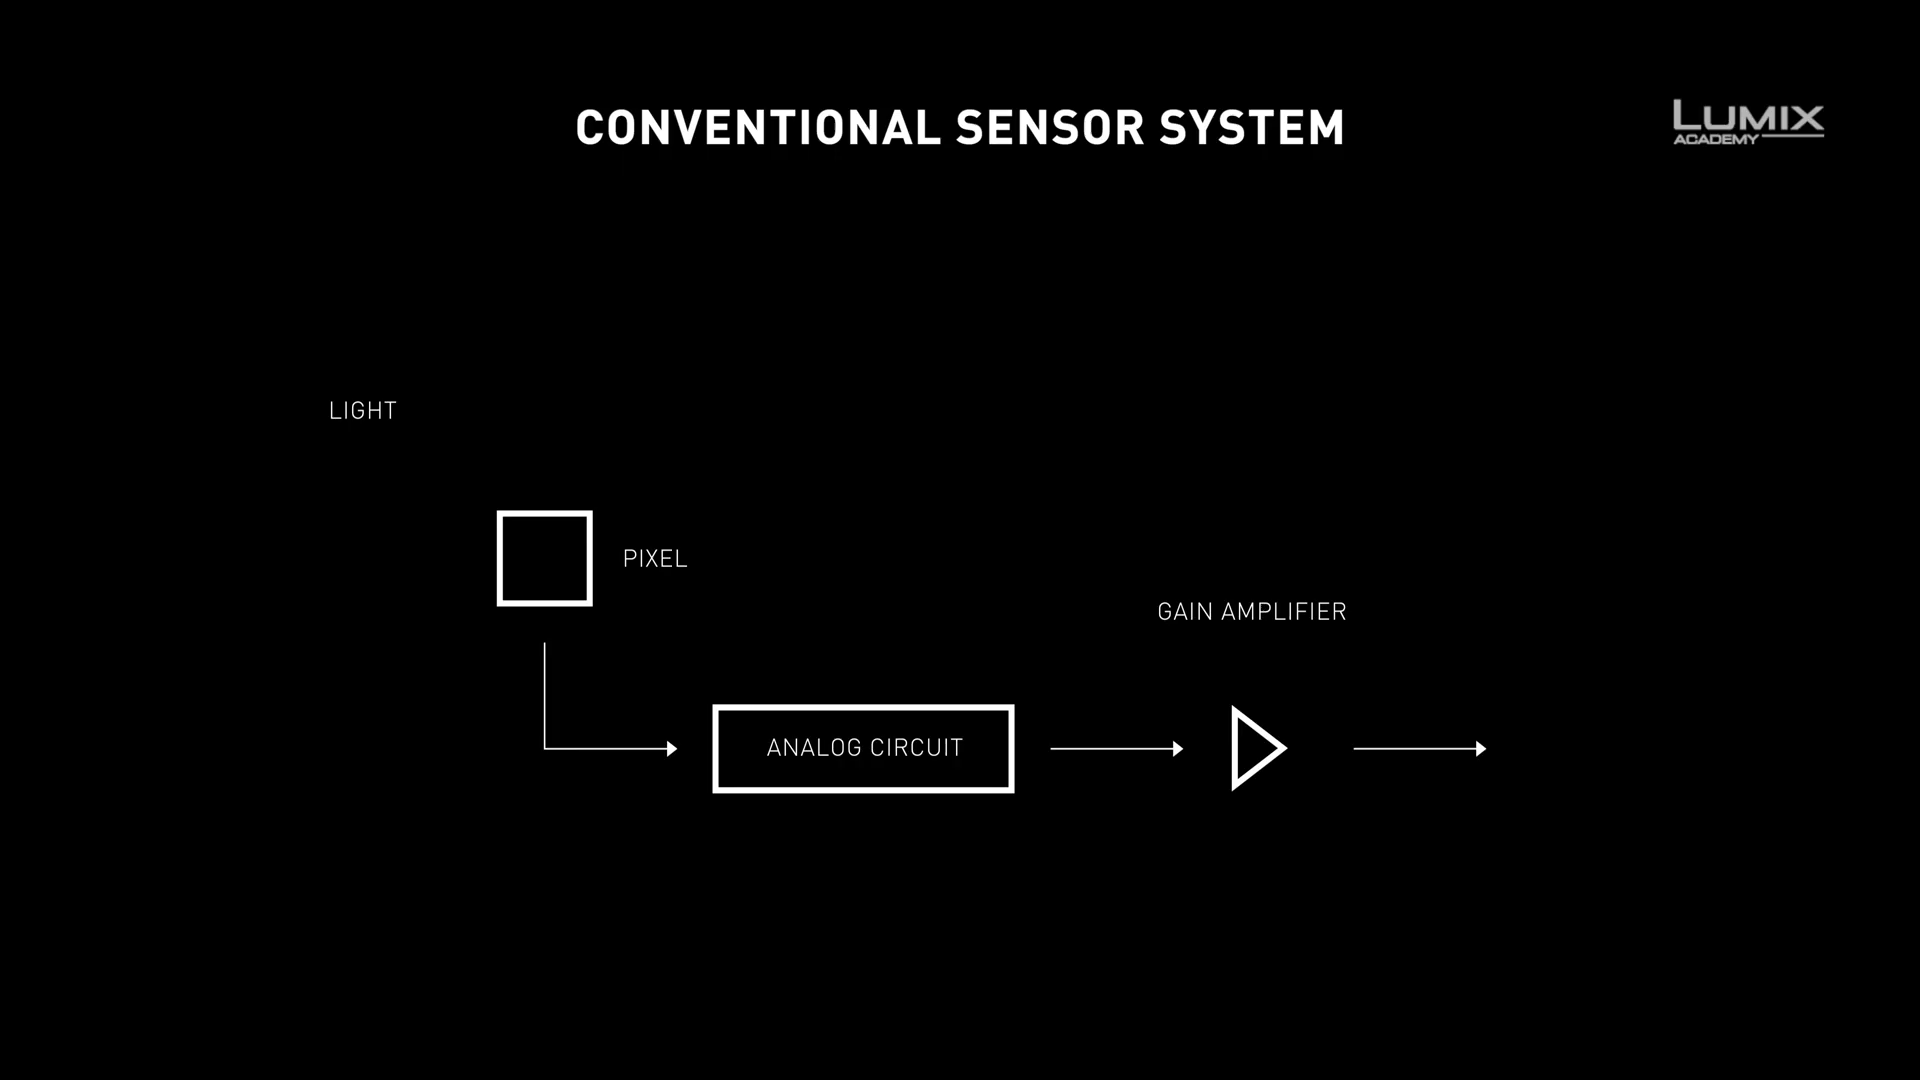 CONVENTIONAL SENSOR SYSTEM
LUMIX
ACADEMY
LIGHT
PIXEL
GAIN AMPLIFIER
ANALOG CIRCUIT